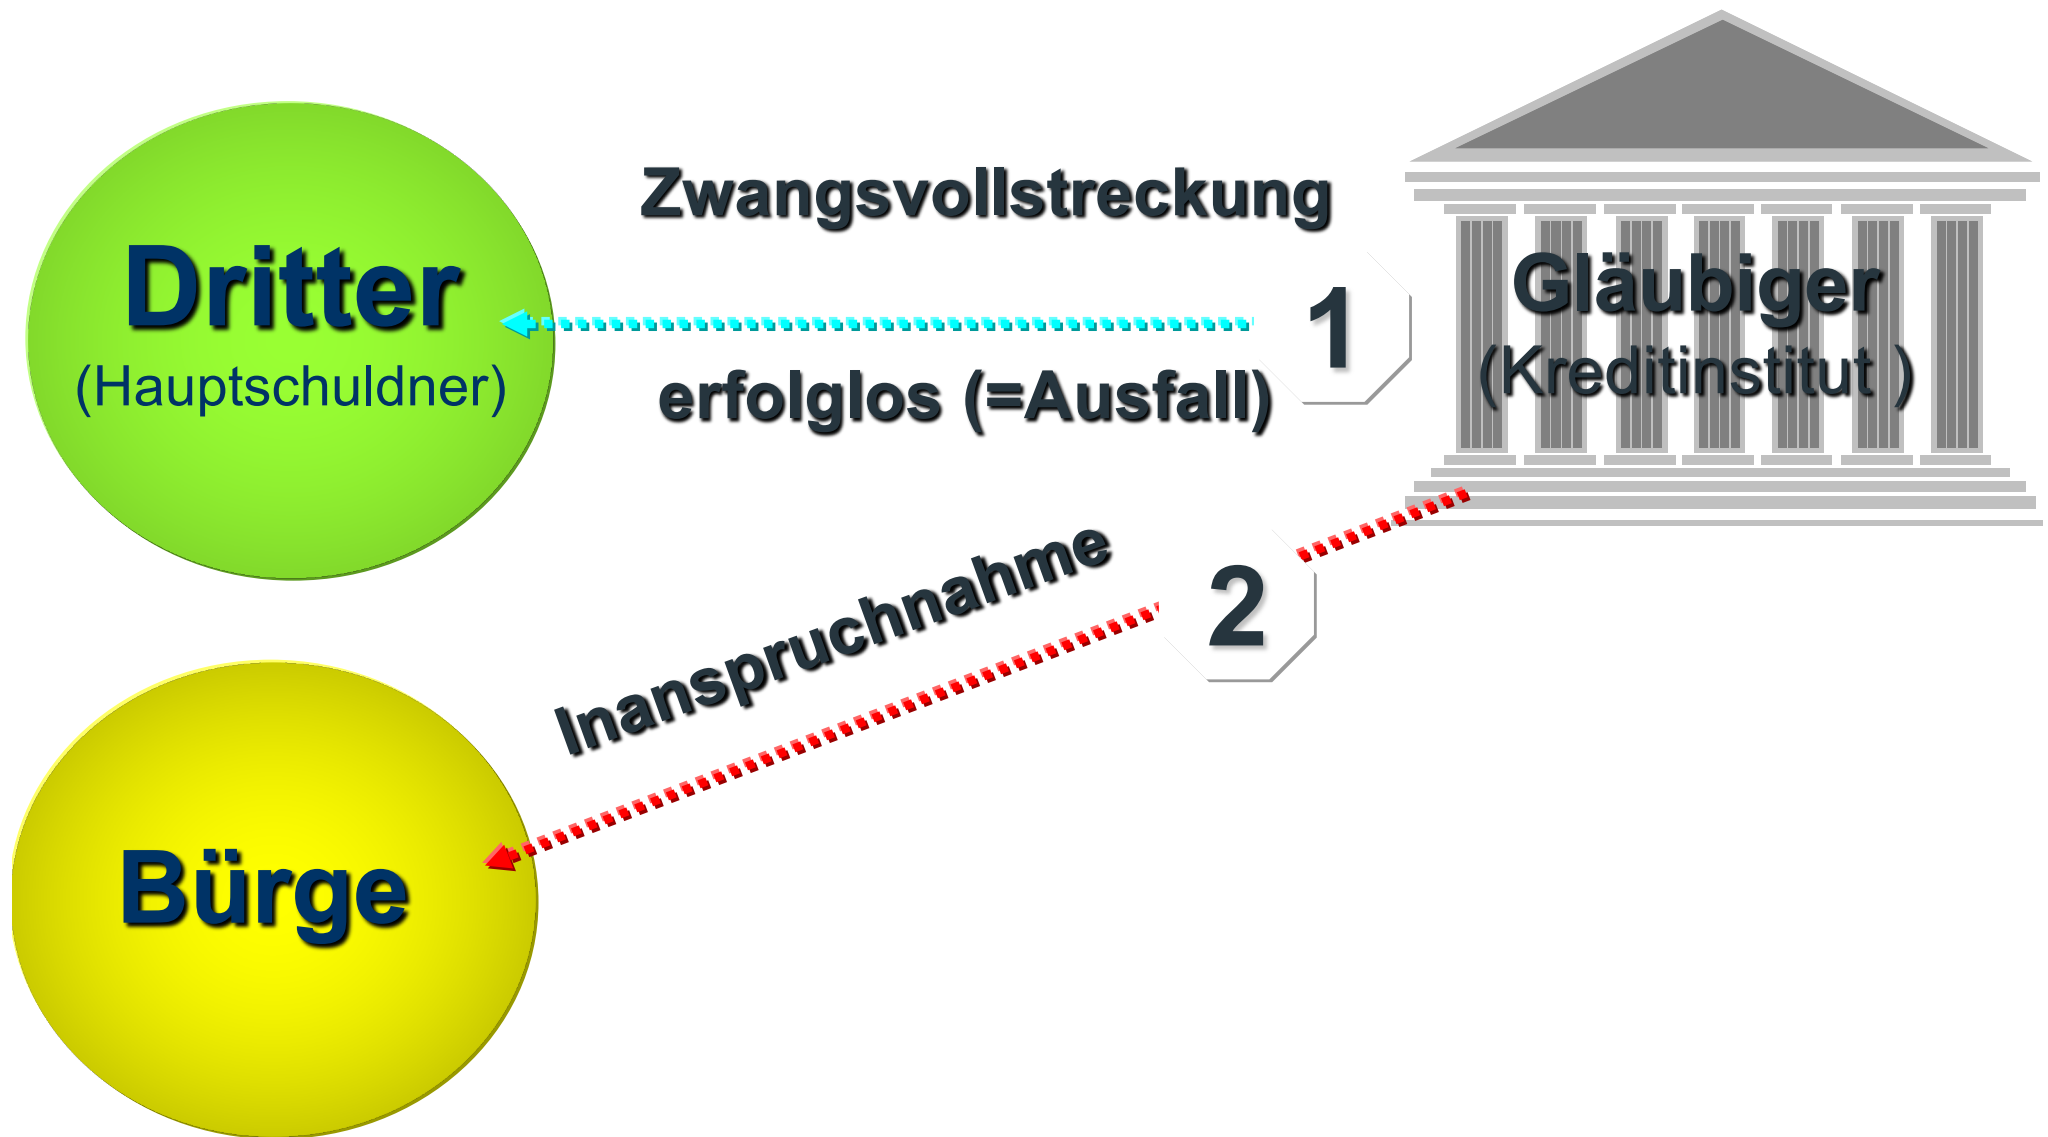 Zwangsvollstreckung
Dritter
(Hauptschuldner)
1
Gläubiger
(Kreditinstitut )
erfolglos (=Ausfall)
Inanspruchnahme
2
Bürge